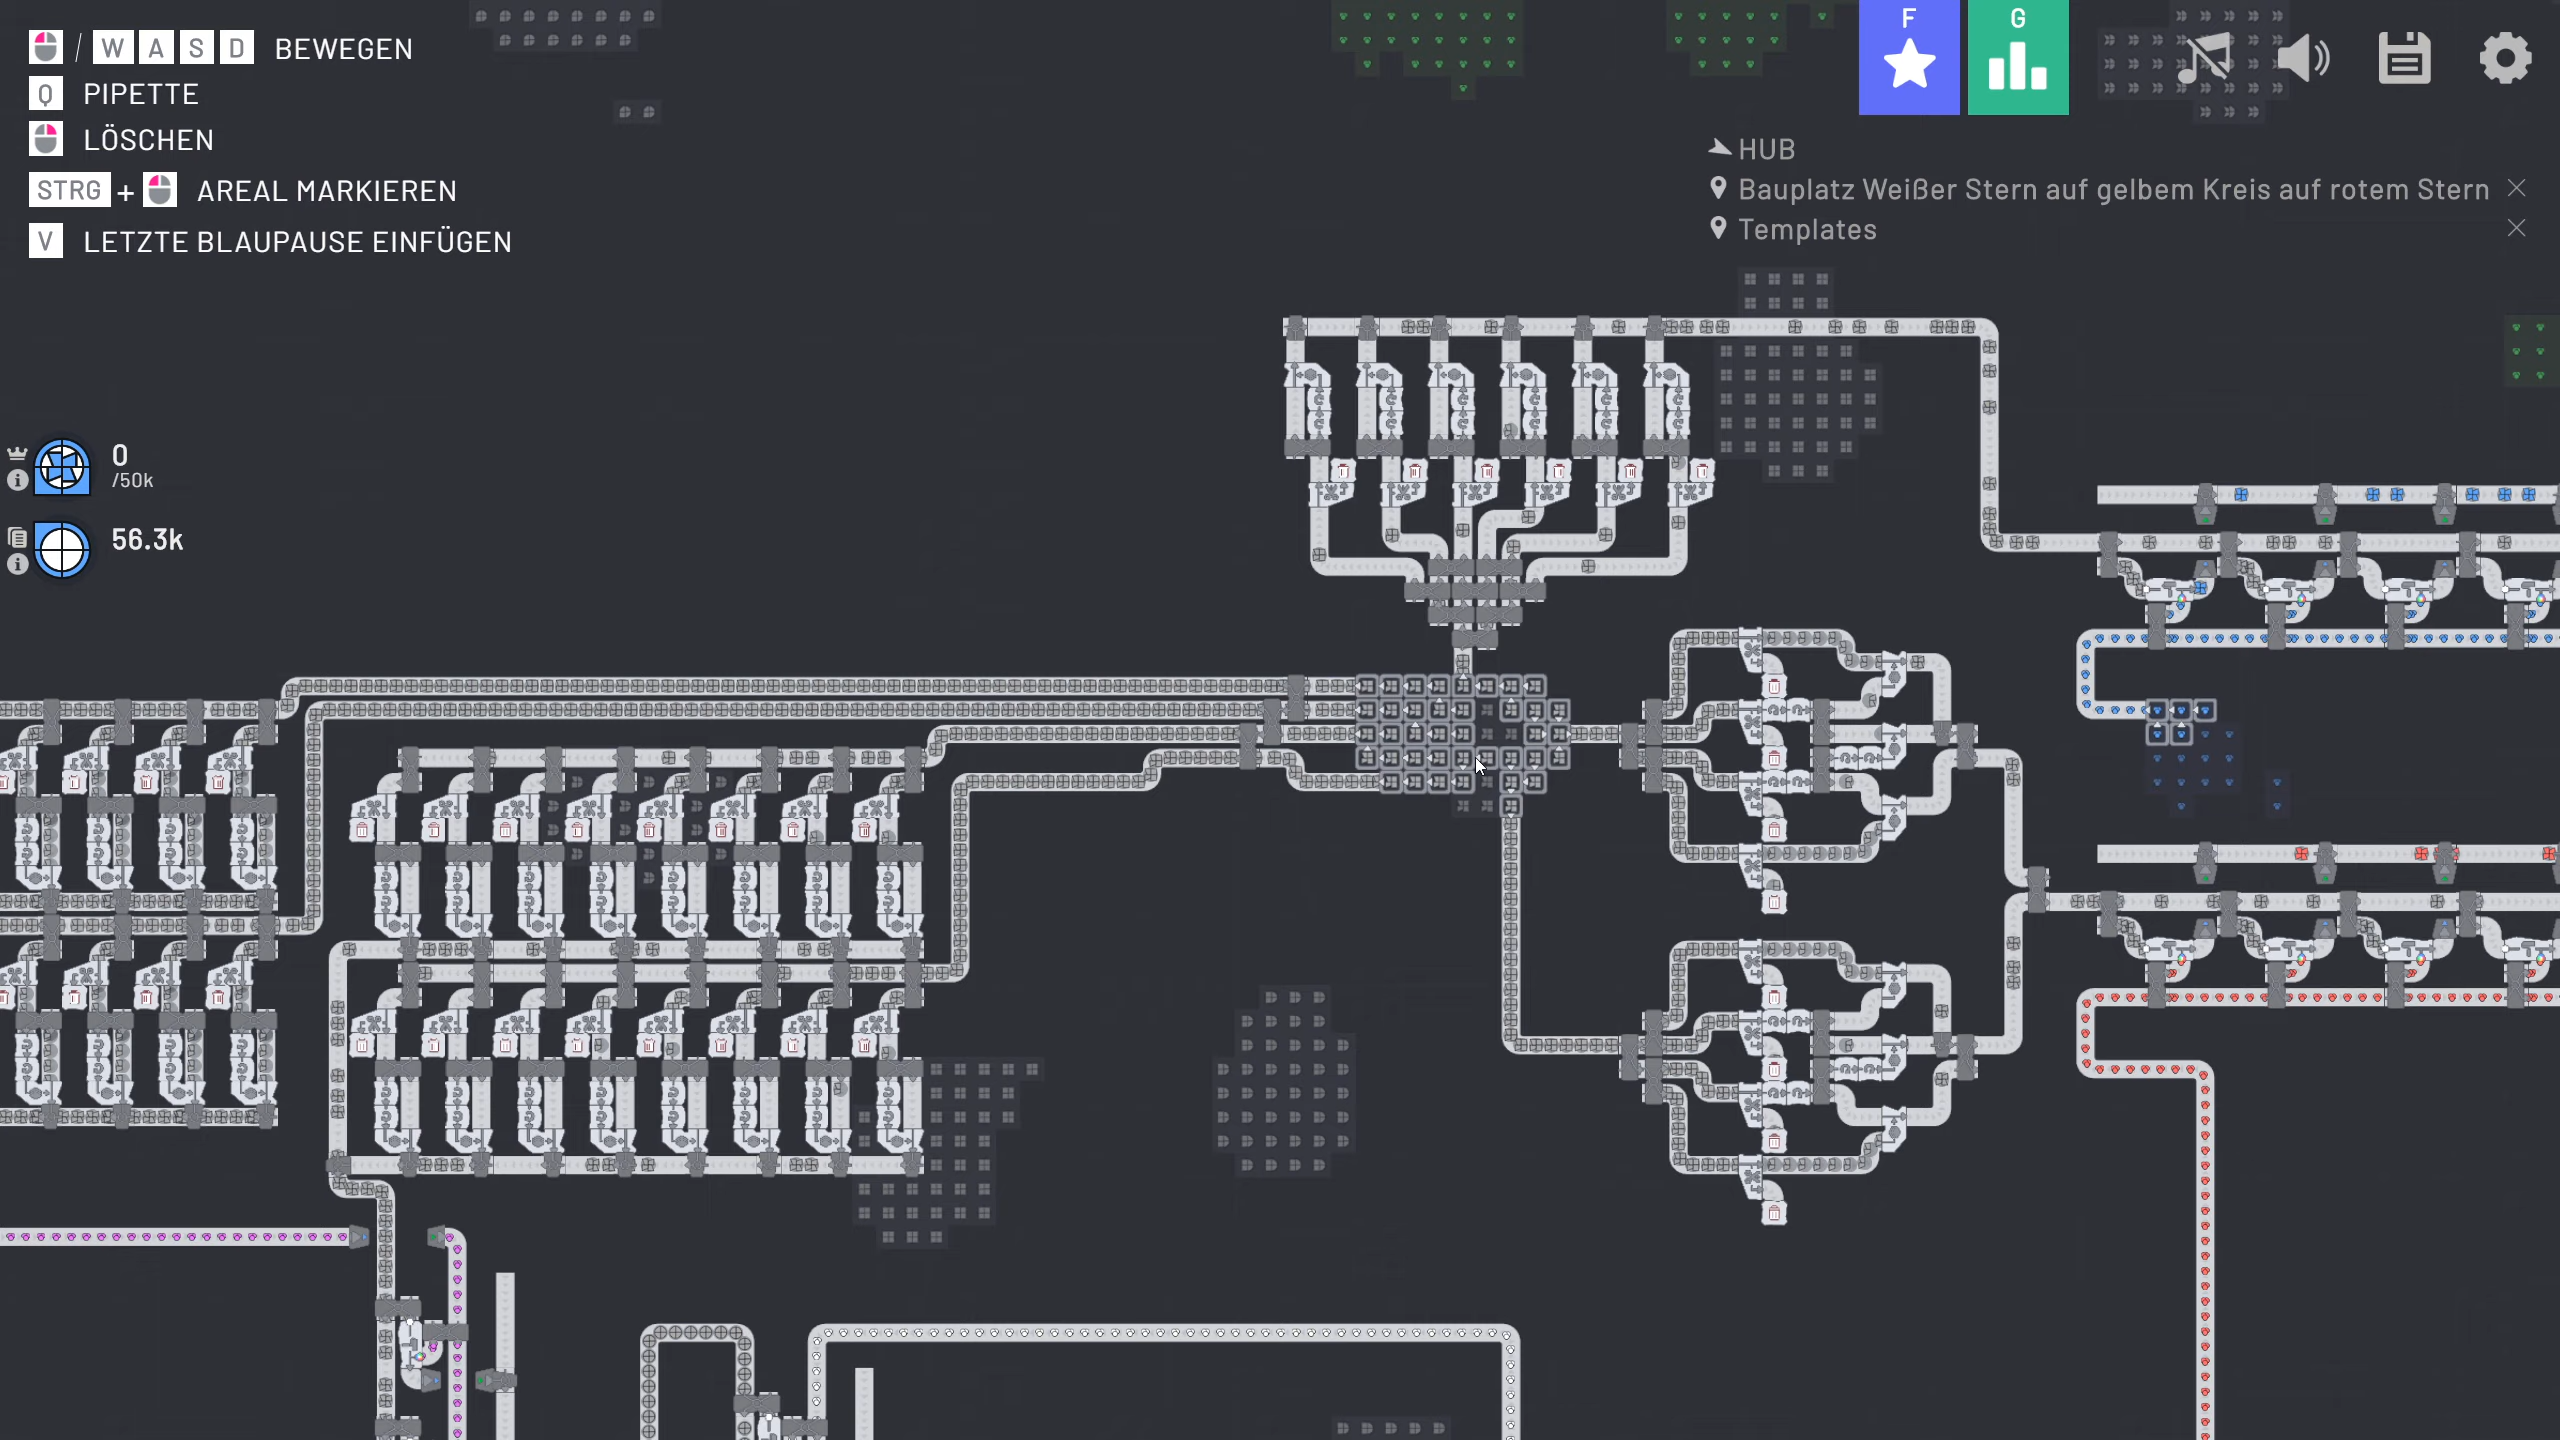 W A S D BEWEGEN
Q PIPETTE
LÖSCHEN
STRG + AREAL MARKIEREN
V LETZTE BLAUPAUSE EINFÜGEN
F
G
HUB
Bauplatz Weißer Stern auf gelbem Kreis auf rotem Stern
Templates
0
/50k
56.3k